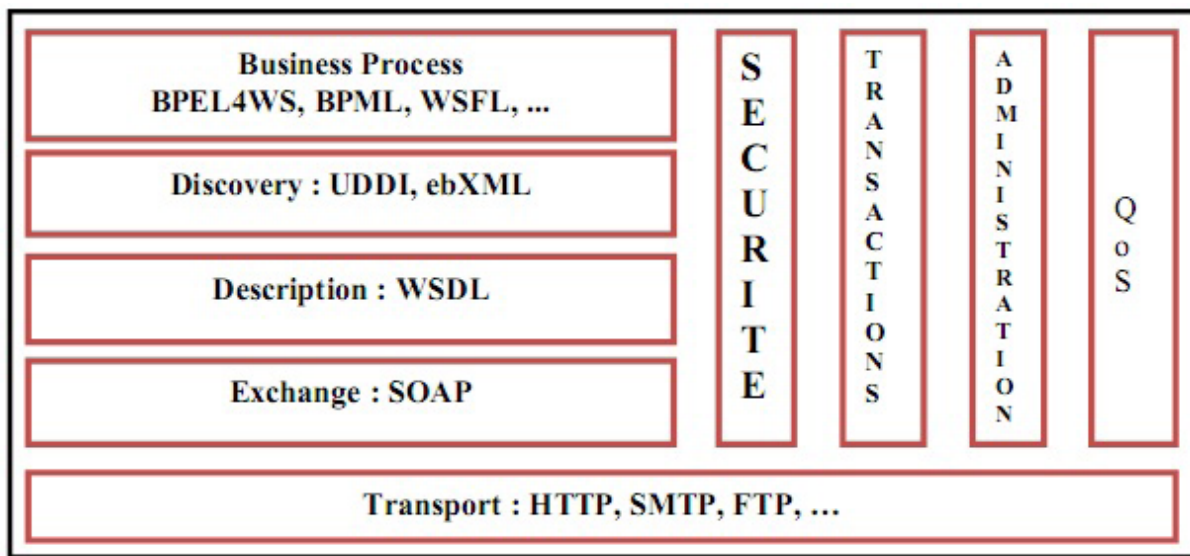 Business Process
BPEL4WS, BPML, WSFL, ...
Discovery : UDDI, ebXML
Description : WSDL
Exchange : SOAP
SECURITE
TRANSACTIONS
ADMINISTRATION
QoS
Transport : HTTP, SMTP, FTP, ...